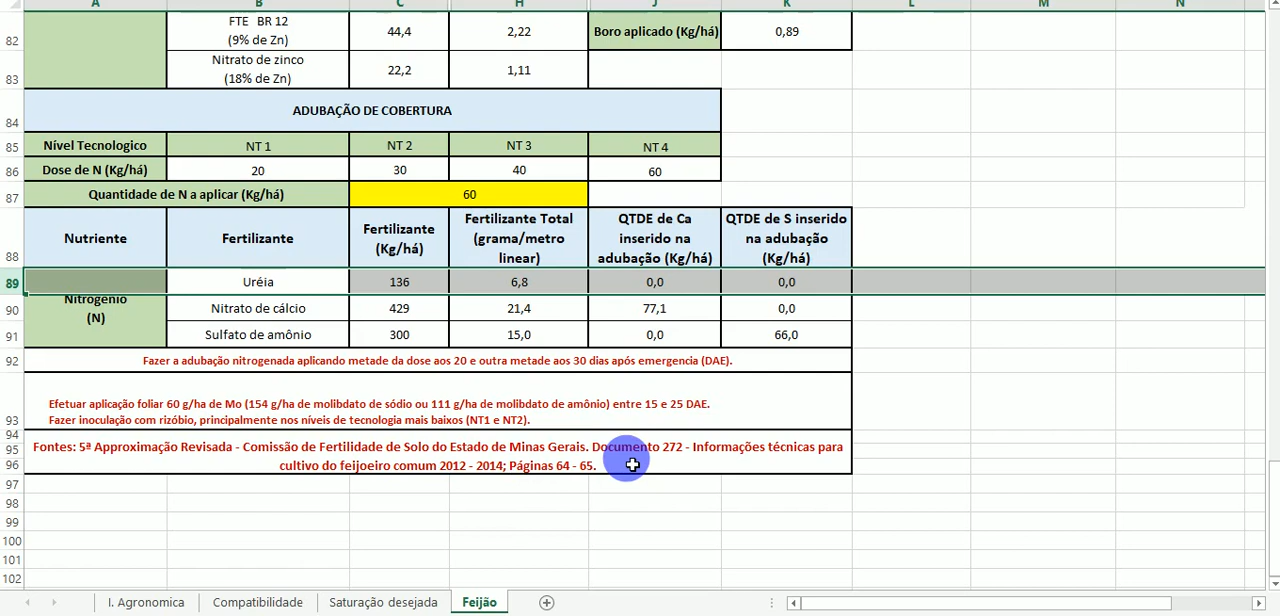 A B C H J K L M N
82 FTE BR 12 (9% de Zn) 44,4 2,22 Boro aplicado (Kg/há) 0,89
83 Nitrato de zinco (18% de Zn) 22,2 1,11
84 ADUBAÇÃO DE COBERTURA
85 Nível Tecnologico NT 1 NT 2 NT 3 NT 4
86 Dose de N (Kg/há) 20 30 40 60
87 Quantidade de N a aplicar (Kg/há) 60
88 Nutriente Fertilizante Fertilizante (Kg/há) Fertilizante Total (grama/metro linear) QTDE de Ca inserido na adubação (Kg/há) QTDE de S inserido na adubação (Kg/há)
89 Uréia 136 6,8 0,0 0,0
Nitrogenio (N)
90 Nitrato de cálcio 429 21,4 77,1 0,0
91 Sulfato de amônio 300 15,0 0,0 66,0
92 Fazer a adubação nitrogenada aplicando metade da dose aos 20 e outra metade aos 30 dias após emergencia (DAE).
Efetuar aplicação foliar 60 g/ha de Mo (154 g/ha de molibdato de sódio ou 111 g/ha de molibdato de amônio) entre 15 e 25 DAE.
93 Fazer inoculação com rizóbio, principalmente nos níveis de tecnologia mais baixos (NT1 e NT2).
94
95 Fontes: 5ª Approximação Revisada - Comissão de Fertilidade de Solo do Estado de Minas Gerais. Documento 272 - Informações técnicas para
96 cultivo do feijoeiro comum 2012 - 2014; Páginas 64 - 65.
97
98
99
100
101
102
I. Agronomica Compatibilidade Saturação desejada Feijão